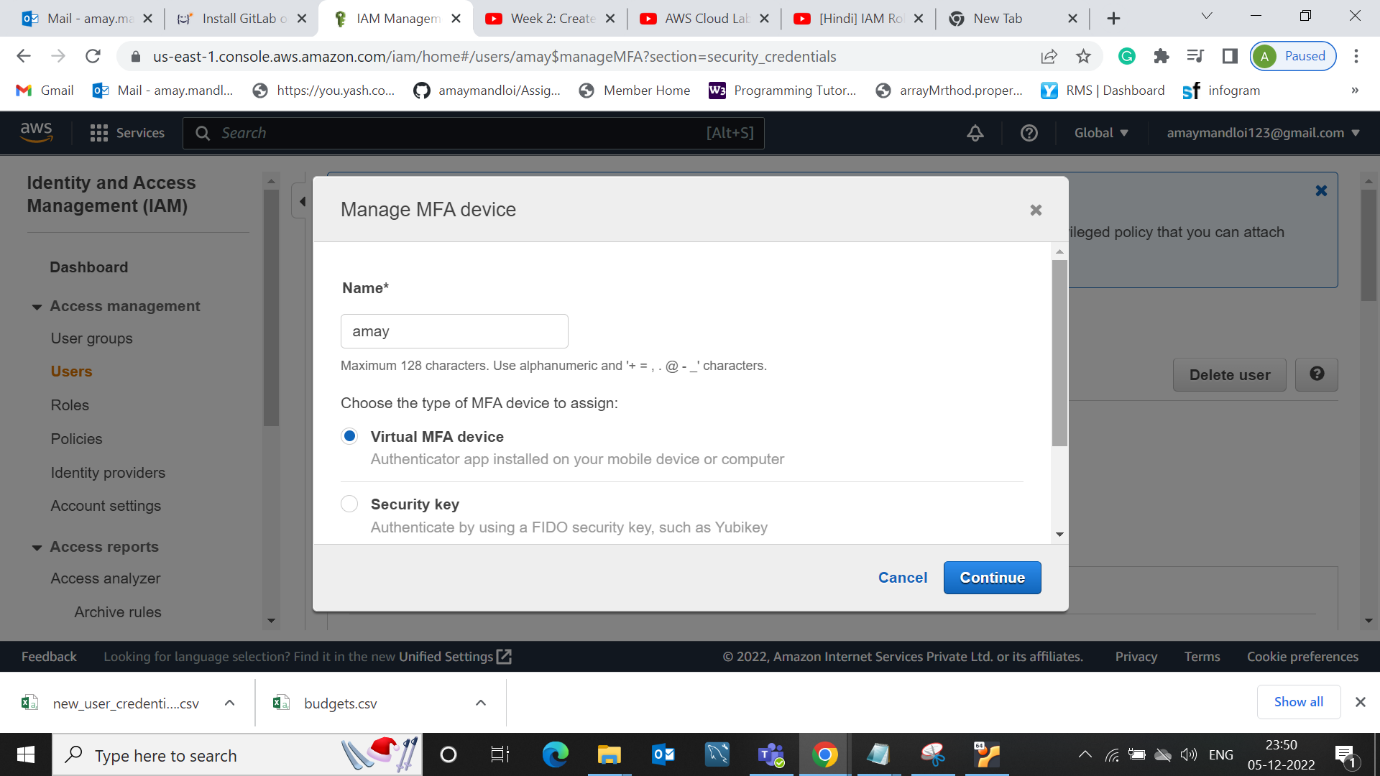 Mail - amay.ma
Install GitLab o
IAM Managem
Week 2: Create
AWS Cloud Lab
[Hindi] IAM Rol
New Tab
us-east-1.console.aws.amazon.com/iam/home#/users/amay$manageMFA?section=security_credentials
A Paused
Gmail
Mail - amay.mandl...
https://you.yash.co...
amaymandloi/Assig...
Member Home
W3 Programming Tutor...
arrayMrthod.proper...
RMS | Dashboard
sf infogram
»
aws
Services
Search
[Alt+S]
Global
amaymandloi123@gmail.com
Identity and Access
Management (IAM)
Dashboard
Access management
User groups
Users
Roles
Policies
Identity providers
Account settings
Access reports
Access analyzer
Archive rules
ileged policy that you can attach
Delete user
Manage MFA device
Name*
amay
Maximum 128 characters. Use alphanumeric and '+ = , . @ - _' characters.
Choose the type of MFA device to assign:
Virtual MFA device
Authenticator app installed on your mobile device or computer
Security key
Authenticate by using a FIDO security key, such as Yubikey
Cancel
Continue
Feedback
Looking for language selection? Find it in the new Unified Settings
© 2022, Amazon Internet Services Private Ltd. or its affiliates.
Privacy
Terms
Cookie preferences
new_user_credenti....csv
budgets.csv
Show all
Type here to search
64
ENG
23:50
05-12-2022
1